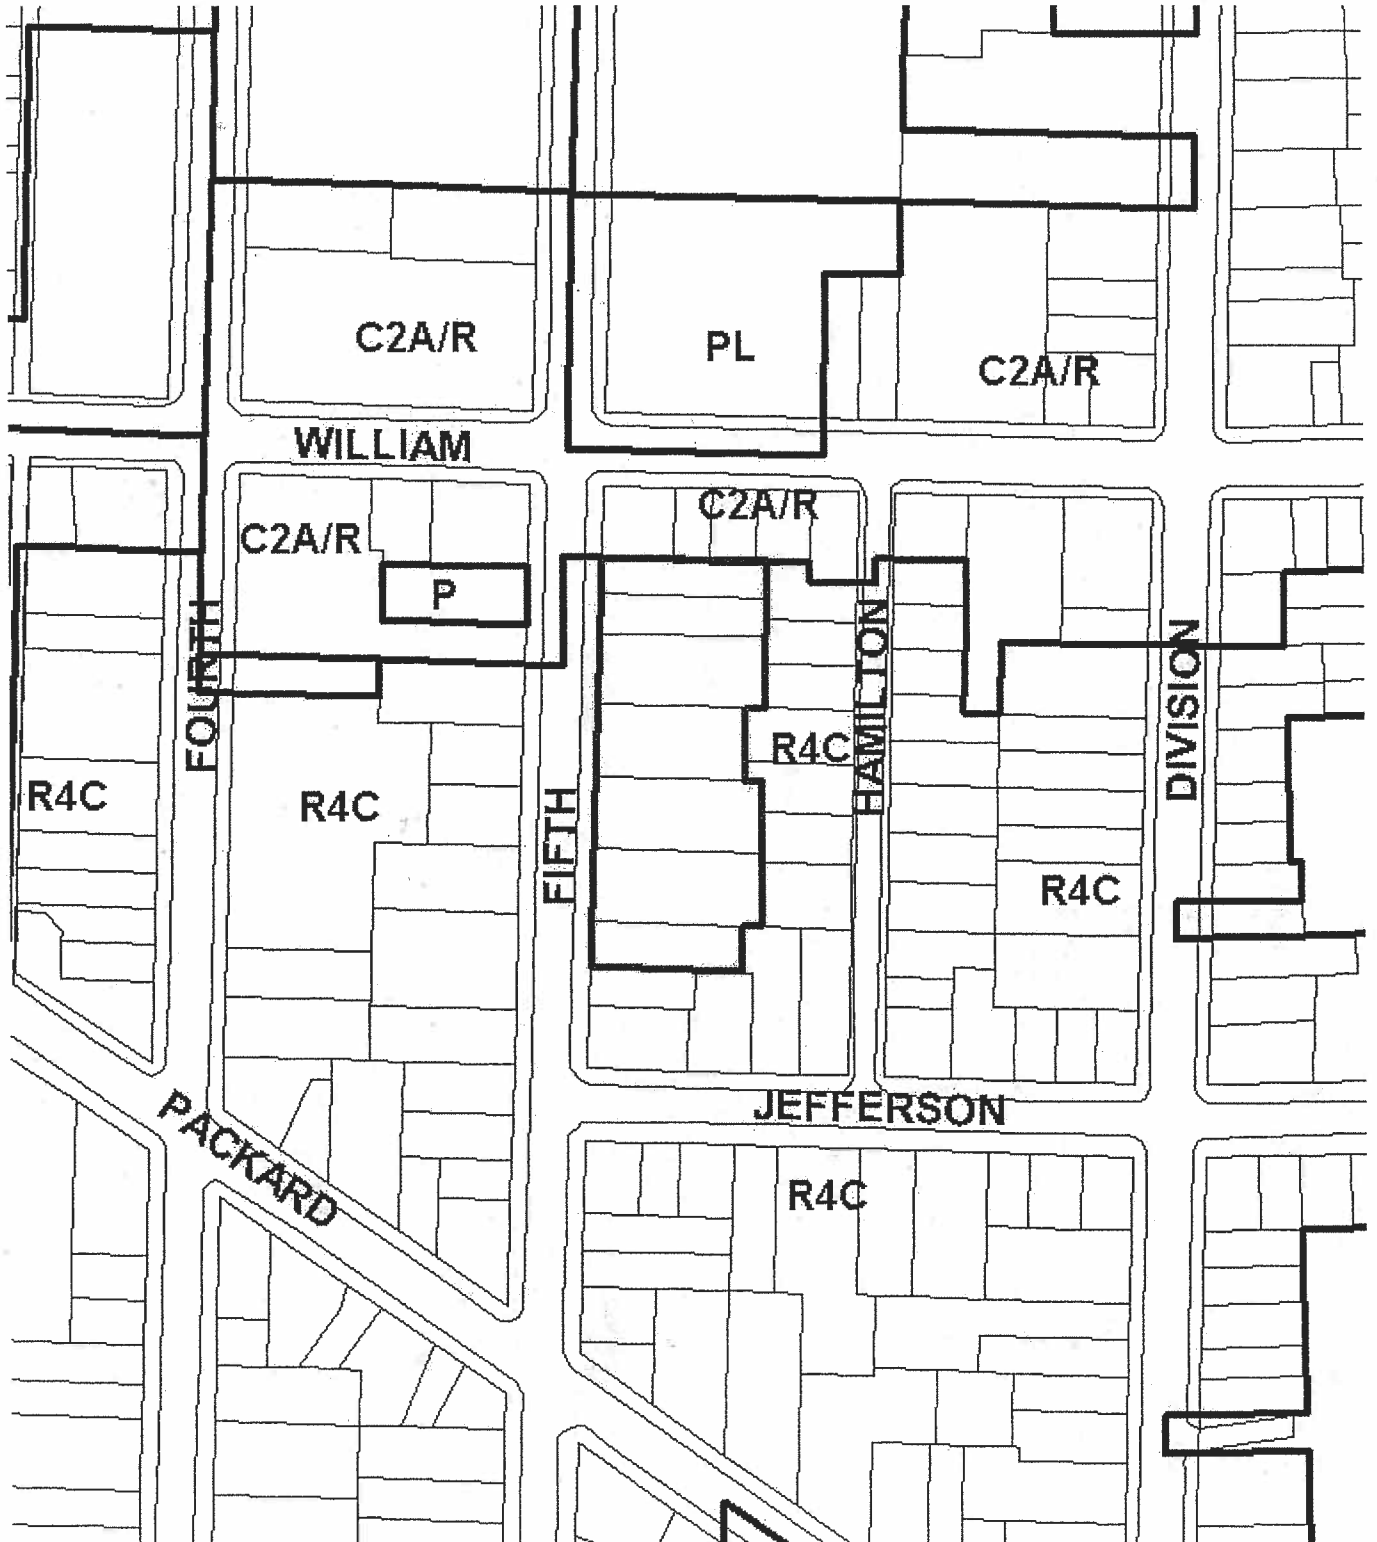 C2A/R
PL
C2A/R
WILLIAM
C2A/R
C2A/R
P
FOURTH
HAMILTON
DIVISION
R4C
R4C
R4C
FIFTH
R4C
PACKARD
JEFFERSON
R4C